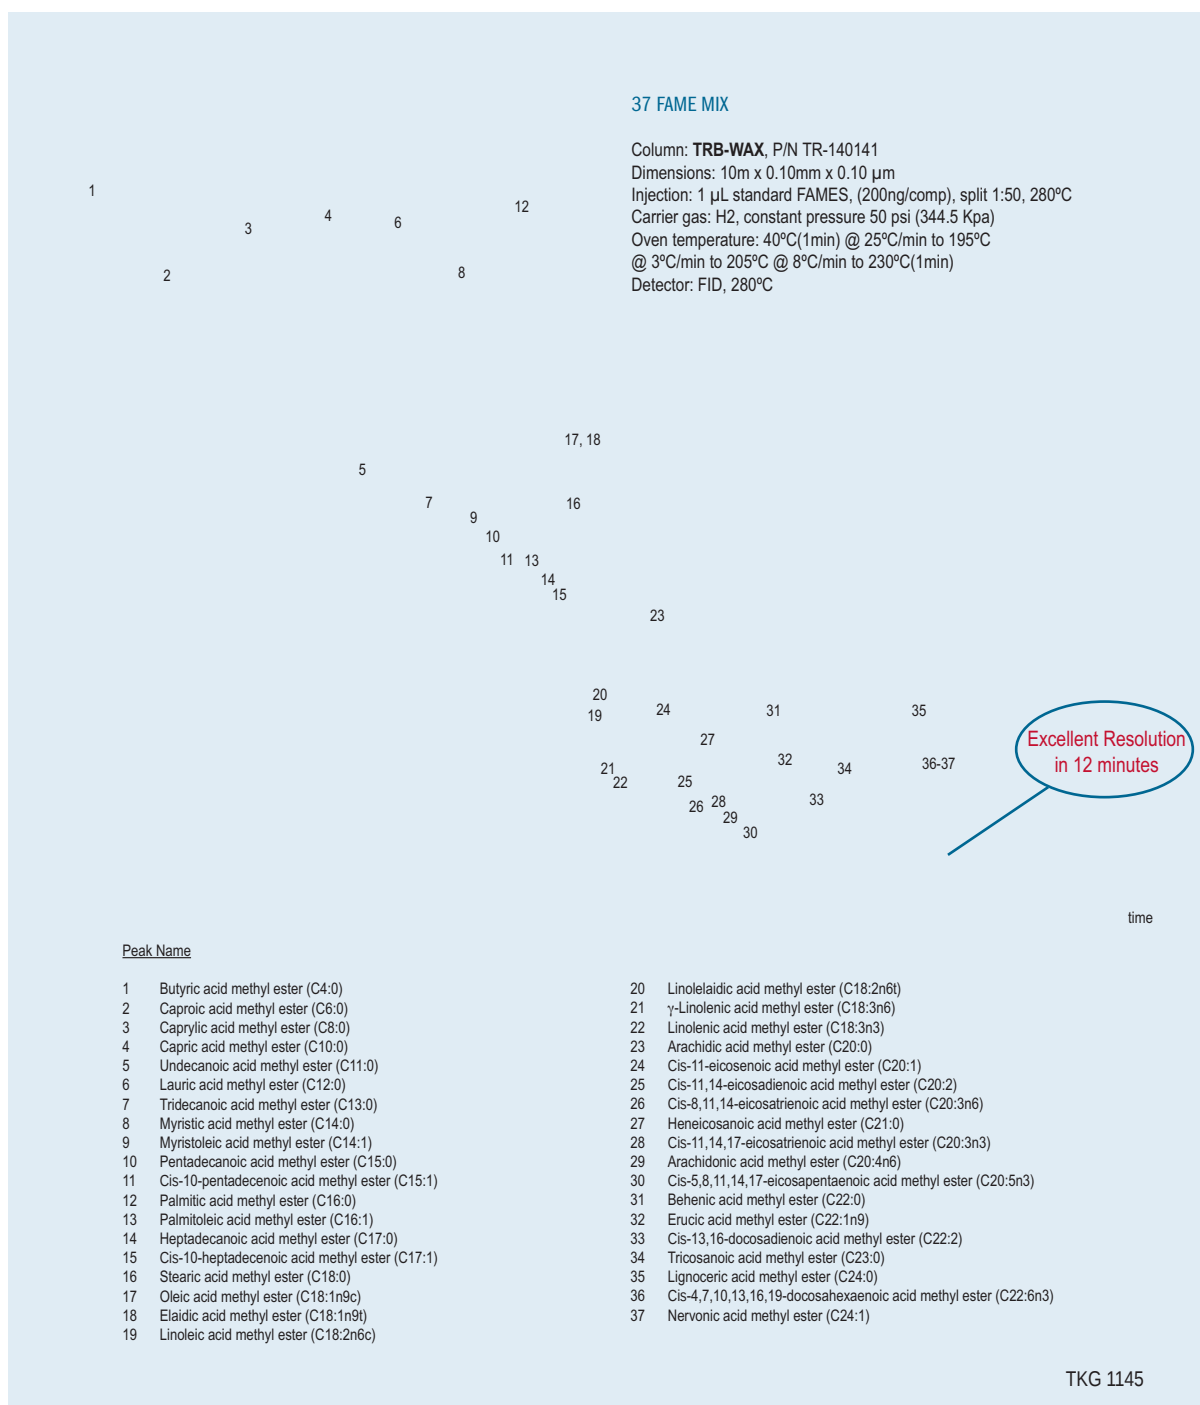 37 FAME MIX
Column: TRB-WAX, P/N TR-140141
Dimensions: 10m x 0.10mm x 0.10 µm
Injection: 1 µL standard FAMES, (200ng/comp), split 1:50, 280ºC
Carrier gas: H2, constant pressure 50 psi (344.5 Kpa)
Oven temperature: 40ºC(1min) @ 25ºC/min to 195ºC
@ 3ºC/min to 205ºC @ 8ºC/min to 230ºC(1min)
Detector: FID, 280ºC
1
2
3
4
5
6
7
8
9
10
11
12
13
14
15
16
17, 18
19
20
21
22
23
24
25
26
27
28
29
30
31
32
33
34
35
36-37
Excellent Resolution
in 12 minutes
time
Peak Name
1 Butyric acid methyl ester (C4:0)
2 Caproic acid methyl ester (C6:0)
3 Caprylic acid methyl ester (C8:0)
4 Capric acid methyl ester (C10:0)
5 Undecanoic acid methyl ester (C11:0)
6 Lauric acid methyl ester (C12:0)
7 Tridecanoic acid methyl ester (C13:0)
8 Myristic acid methyl ester (C14:0)
9 Myristoleic acid methyl ester (C14:1)
10 Pentadecanoic acid methyl ester (C15:0)
11 Cis-10-pentadecenoic acid methyl ester (C15:1)
12 Palmitic acid methyl ester (C16:0)
13 Palmitoleic acid methyl ester (C16:1)
14 Heptadecanoic acid methyl ester (C17:0)
15 Cis-10-heptadecenoic acid methyl ester (C17:1)
16 Stearic acid methyl ester (C18:0)
17 Oleic acid methyl ester (C18:1n9c)
18 Elaidic acid methyl ester (C18:1n9t)
19 Linoleic acid methyl ester (C18:2n6c)
20 Linolelaidic acid methyl ester (C18:2n6t)
21 γ-Linolenic acid methyl ester (C18:3n6)
22 Linolenic acid methyl ester (C18:3n3)
23 Arachidic acid methyl ester (C20:0)
24 Cis-11-eicosenoic acid methyl ester (C20:1)
25 Cis-11,14-eicosadienoic acid methyl ester (C20:2)
26 Cis-8,11,14-eicosatrienoic acid methyl ester (C20:3n6)
27 Heneicosanoic acid methyl ester (C21:0)
28 Cis-11,14,17-eicosatrienoic acid methyl ester (C20:3n3)
29 Arachidonic acid methyl ester (C20:4n6)
30 Cis-5,8,11,14,17-eicosapentaenoic acid methyl ester (C20:5n3)
31 Behenic acid methyl ester (C22:0)
32 Erucic acid methyl ester (C22:1n9)
33 Cis-13,16-docosadienoic acid methyl ester (C22:2)
34 Tricosanoic acid methyl ester (C23:0)
35 Lignoceric acid methyl ester (C24:0)
36 Cis-4,7,10,13,16,19-docosahexaenoic acid methyl ester (C22:6n3)
37 Nervonic acid methyl ester (C24:1)
TKG 1145